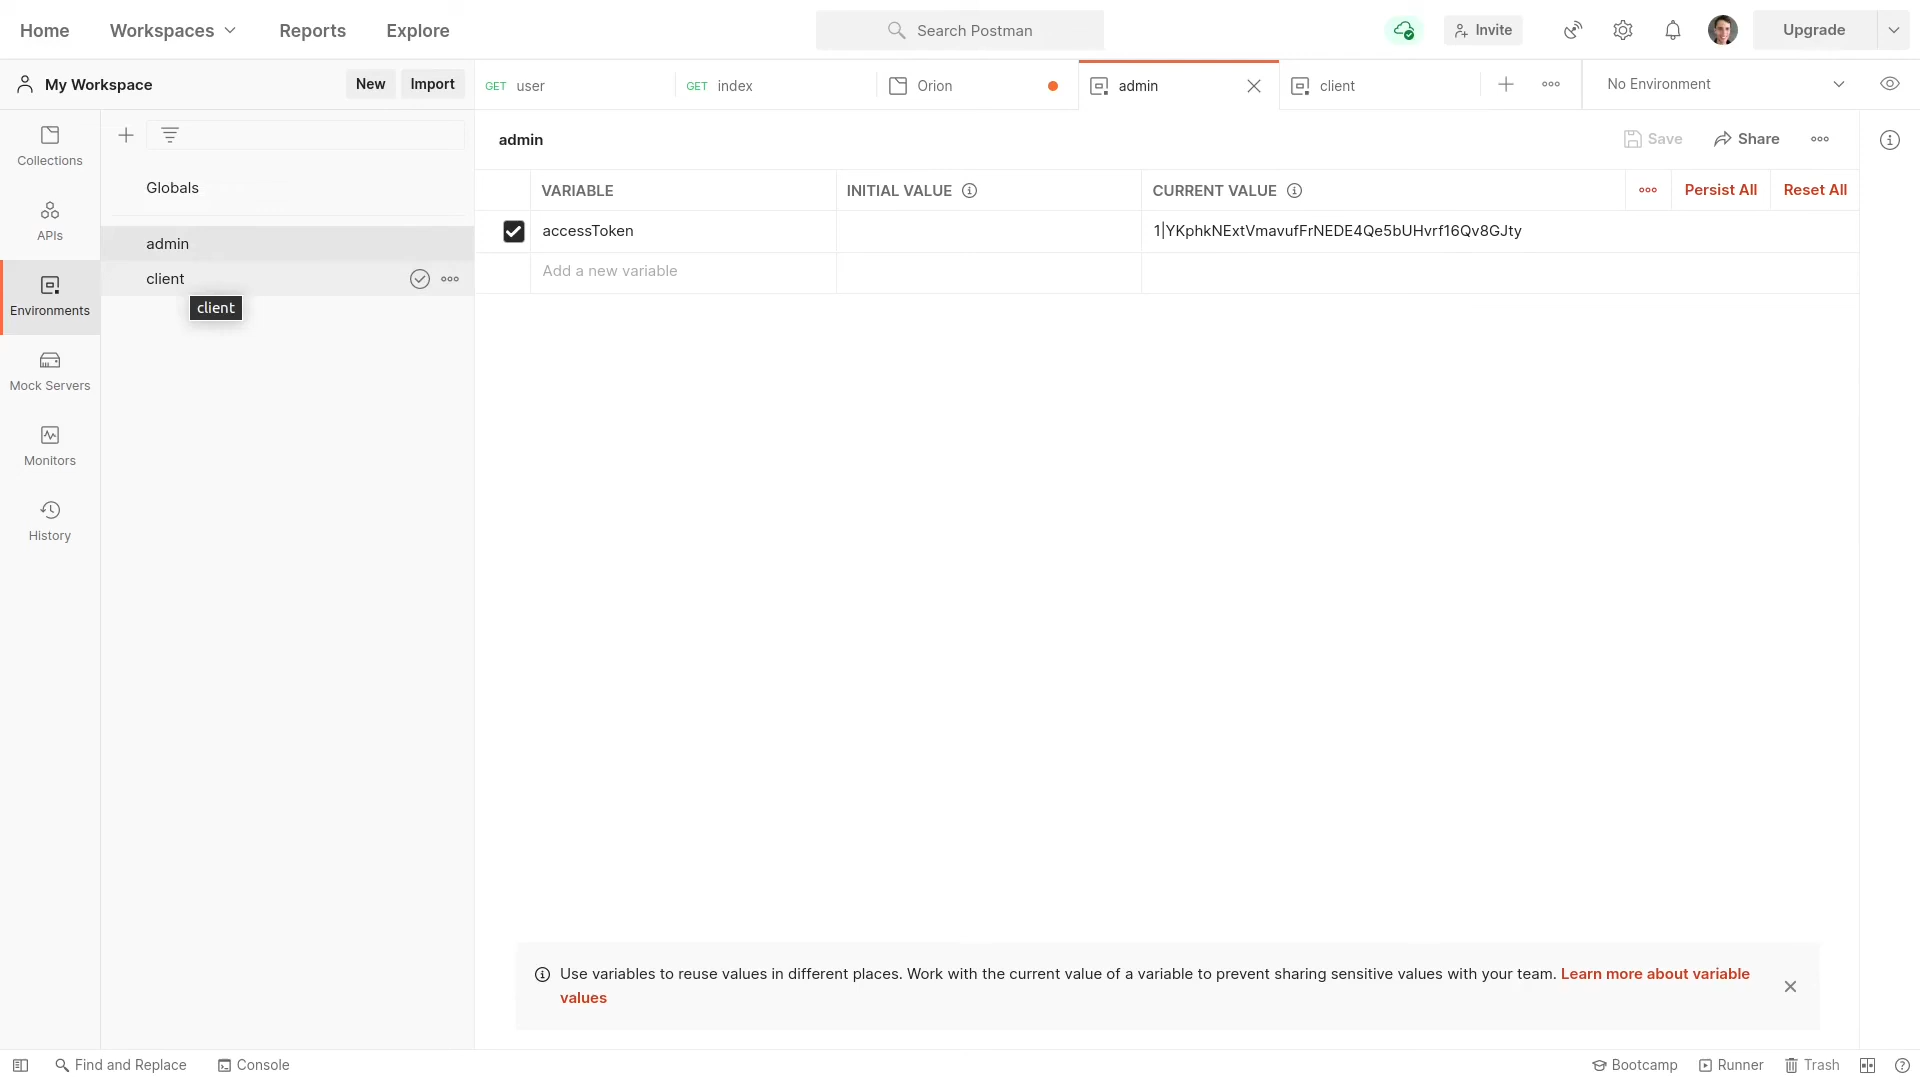 Home Workspaces Reports Explore Search Postman Invite Upgrade
My Workspace New Import GET user GET index Orion admin client No Environment
Collections
APIs
Environments
Mock Servers
Monitors
History
Globals
admin
client
client
admin Save Share
VARIABLE INITIAL VALUE CURRENT VALUE Persist All Reset All
accessToken 1|YKphkNExtVmavufFrNEDE4Qe5bUHvrf16Qv8GJty
Add a new variable
Use variables to reuse values in different places. Work with the current value of a variable to prevent sharing sensitive values with your team. Learn more about variable
values
Find and Replace Console Bootcamp Runner Trash